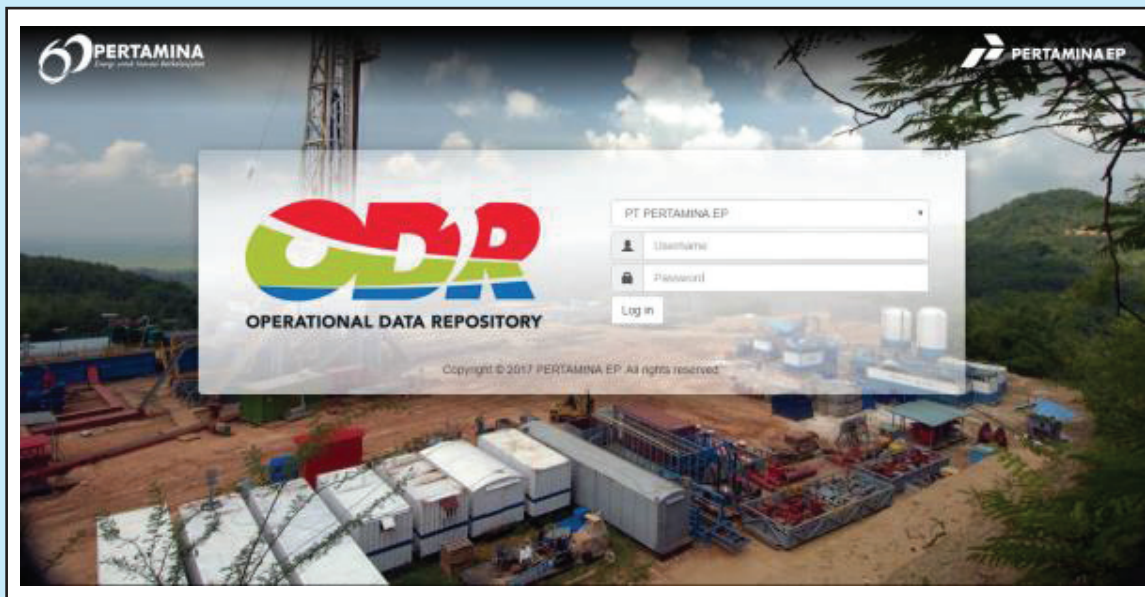 60 PERTAMINA
PERTAMINA EP
ODR
OPERATIONAL DATA REPOSITORY
PT PERTAMINA EP
Username
Password
Log in
Copyright © 2017 PERTAMINA EP. All rights reserved.